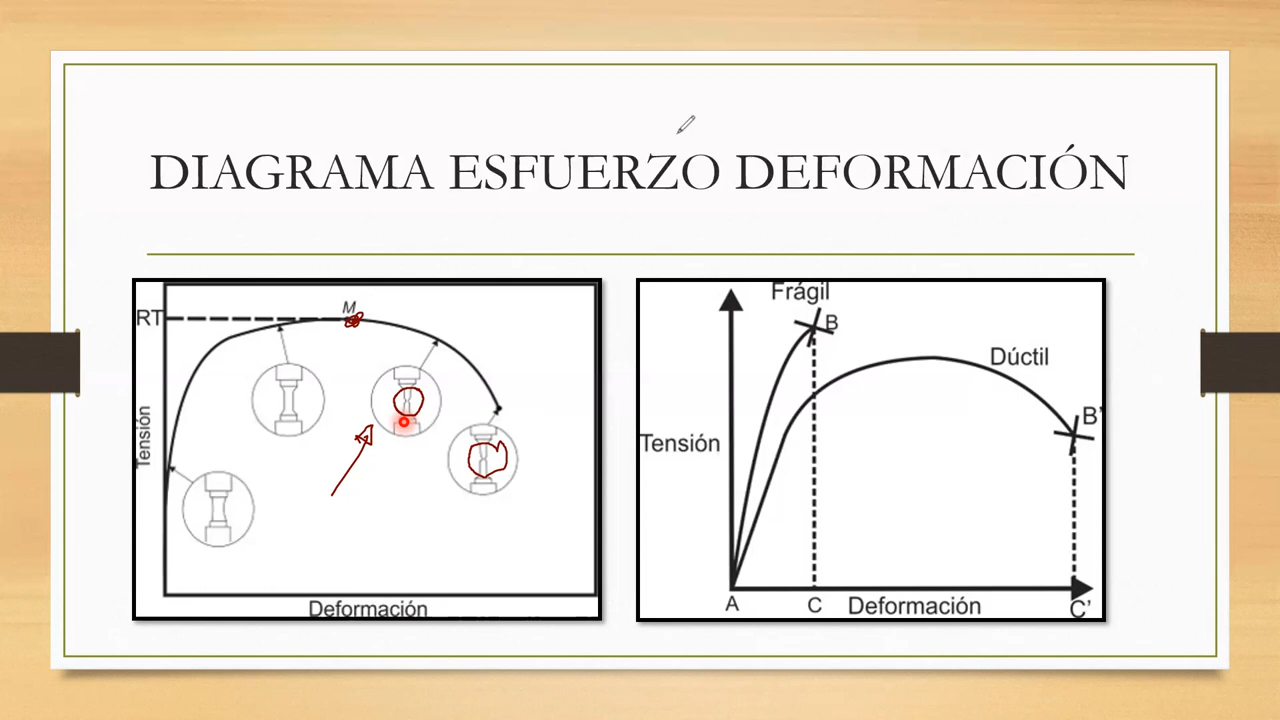 DIAGRAMA ESFUERZO DEFORMACIÓN
M
RT
Tensión
Deformación
Frágil
B
Dúctil
B'
Tensión
A
C
Deformación
C'